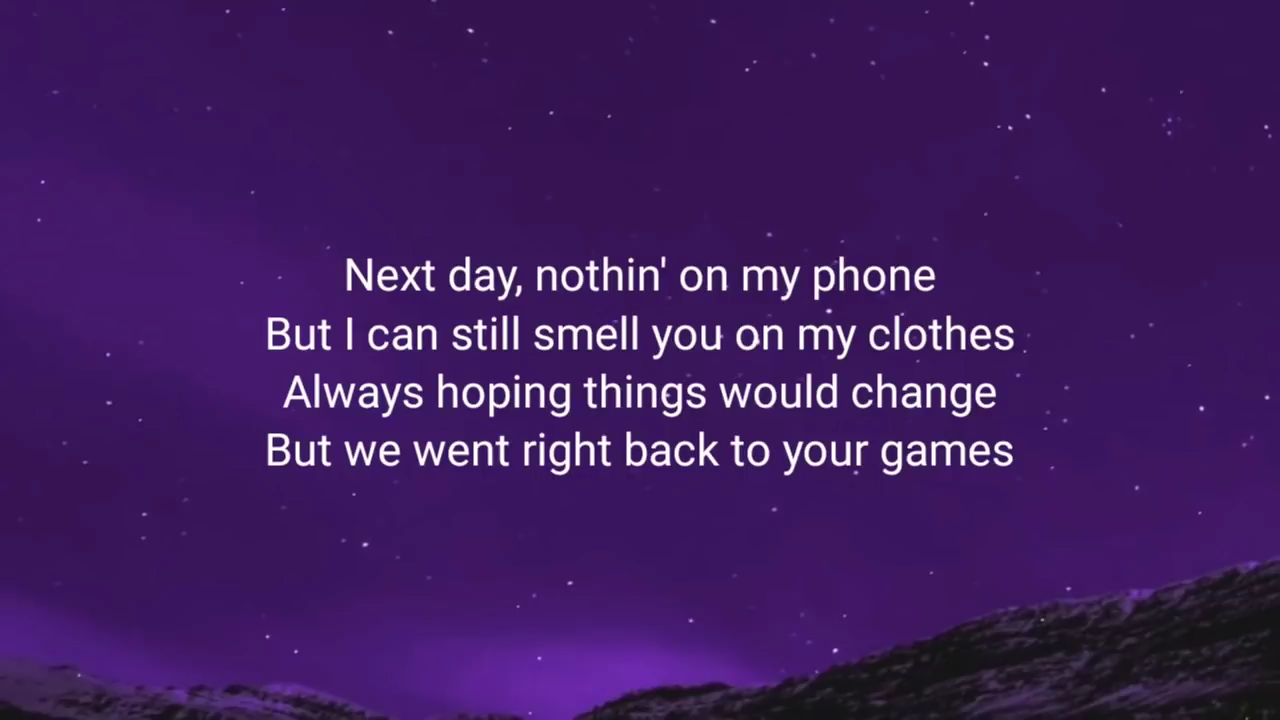 Next day, nothin' on my phone
But I can still smell you on my clothes
Always hoping things would change
But we went right back to your games